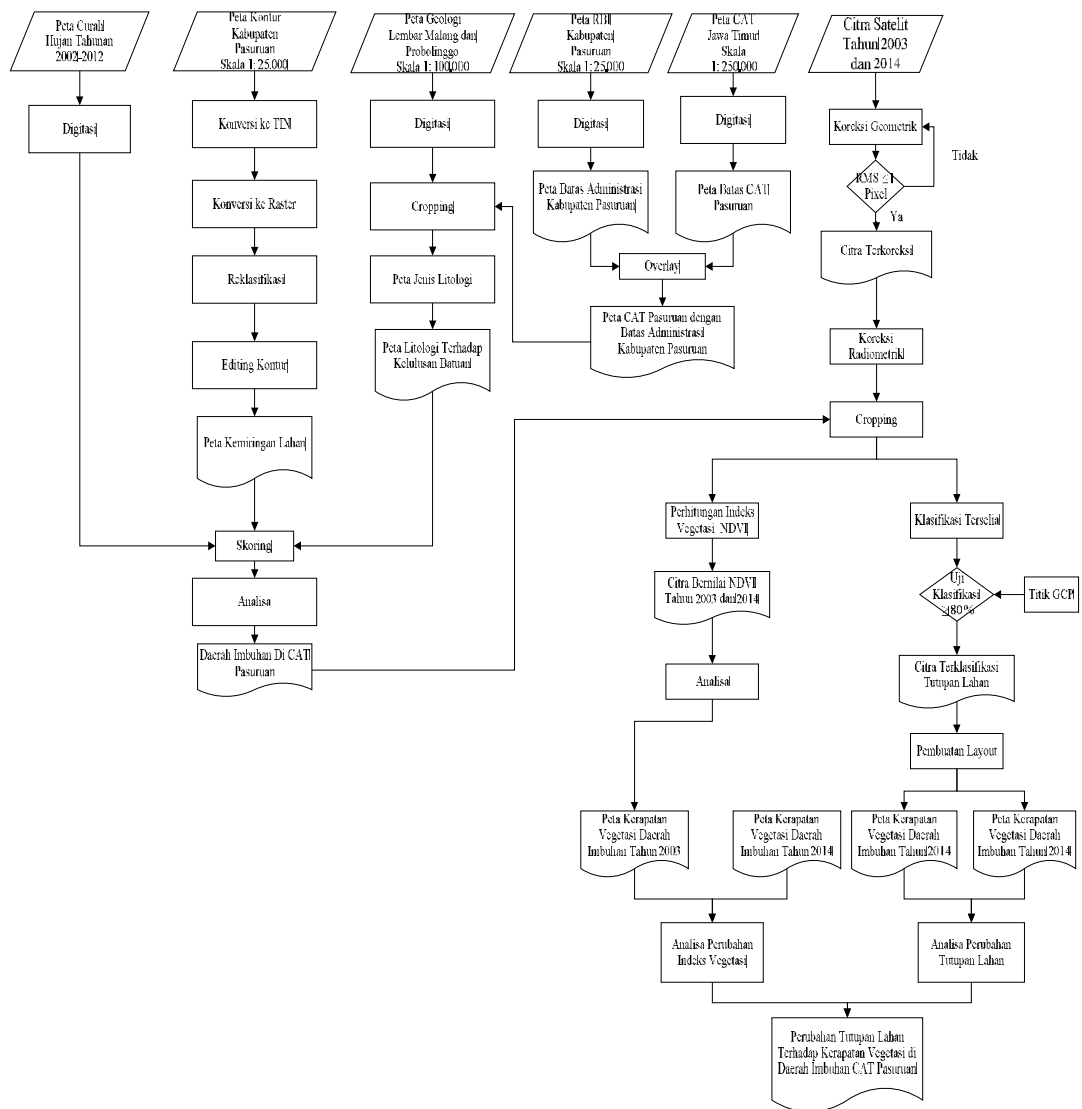 Peta Curah
Hujan Tahunan
2002-2012
Peta Kontur
Kabupaten
Pasuruan
Skala 1: 25.000
Peta Geologi
Lembar Malang dan
Probolinggo
Skala 1: 100.000
Peta RBI
Kabupaten
Pasuruan
Skala 1:25.000
Peta CAT
Jawa Timur
Skala
1: 250.000
Citra Satelit
Tahun 2003
dan 2014
Digitasi
Konversi ke TIN
Digitasi
Digitasi
Digitasi
Koreksi Geometrik
Tidak
RMS ≤ 1
Pixel
Ya
Konversi ke Raster
Cropping
Peta Batas Administrasi
Kabupaten Pasuruan
Peta Batas CAT
Pasuruan
Citra Terkoreksi
Overlay
Reklasifikasi
Peta Jenis Litologi
Peta CAT Pasuruan dengan
Batas Administrasi
Kabupaten Pasuruan
Koreksi
Radiometrik
Editing Kontur
Peta Litologi Terhadap
Kelulusan Batuan
Cropping
Peta Kemiringan Lahan
Perhitungan Indeks
Vegetasi NDVI
Klasifikasi Terselia
Skoring
Citra Bernilai NDVI
Tahun 2003 dan 2014
Uji
Klasifikasi
≥ 80%
Titik GCP
Analisa
Daerah Imbuhan Di CAT
Pasuruan
Analisa
Citra Terklasifikasi
Tutupan Lahan
Pembuatan Layout
Peta Kerapatan
Vegetasi Daerah
Imbuhan Tahun 2003
Peta Kerapatan
Vegetasi Daerah
Imbuhan Tahun 2014
Peta Kerapatan
Vegetasi Daerah
Imbuhan Tahun 2014
Peta Kerapatan
Vegetasi Daerah
Imbuhan Tahun 2014
Analisa Perubahan
Indeks Vegetasi
Analisa Perubahan
Tutupan Lahan
Perubahan Tutupan Lahan
Terhadap Kerapatan Vegetasi di
Daerah Imbuhan CAT Pasuruan